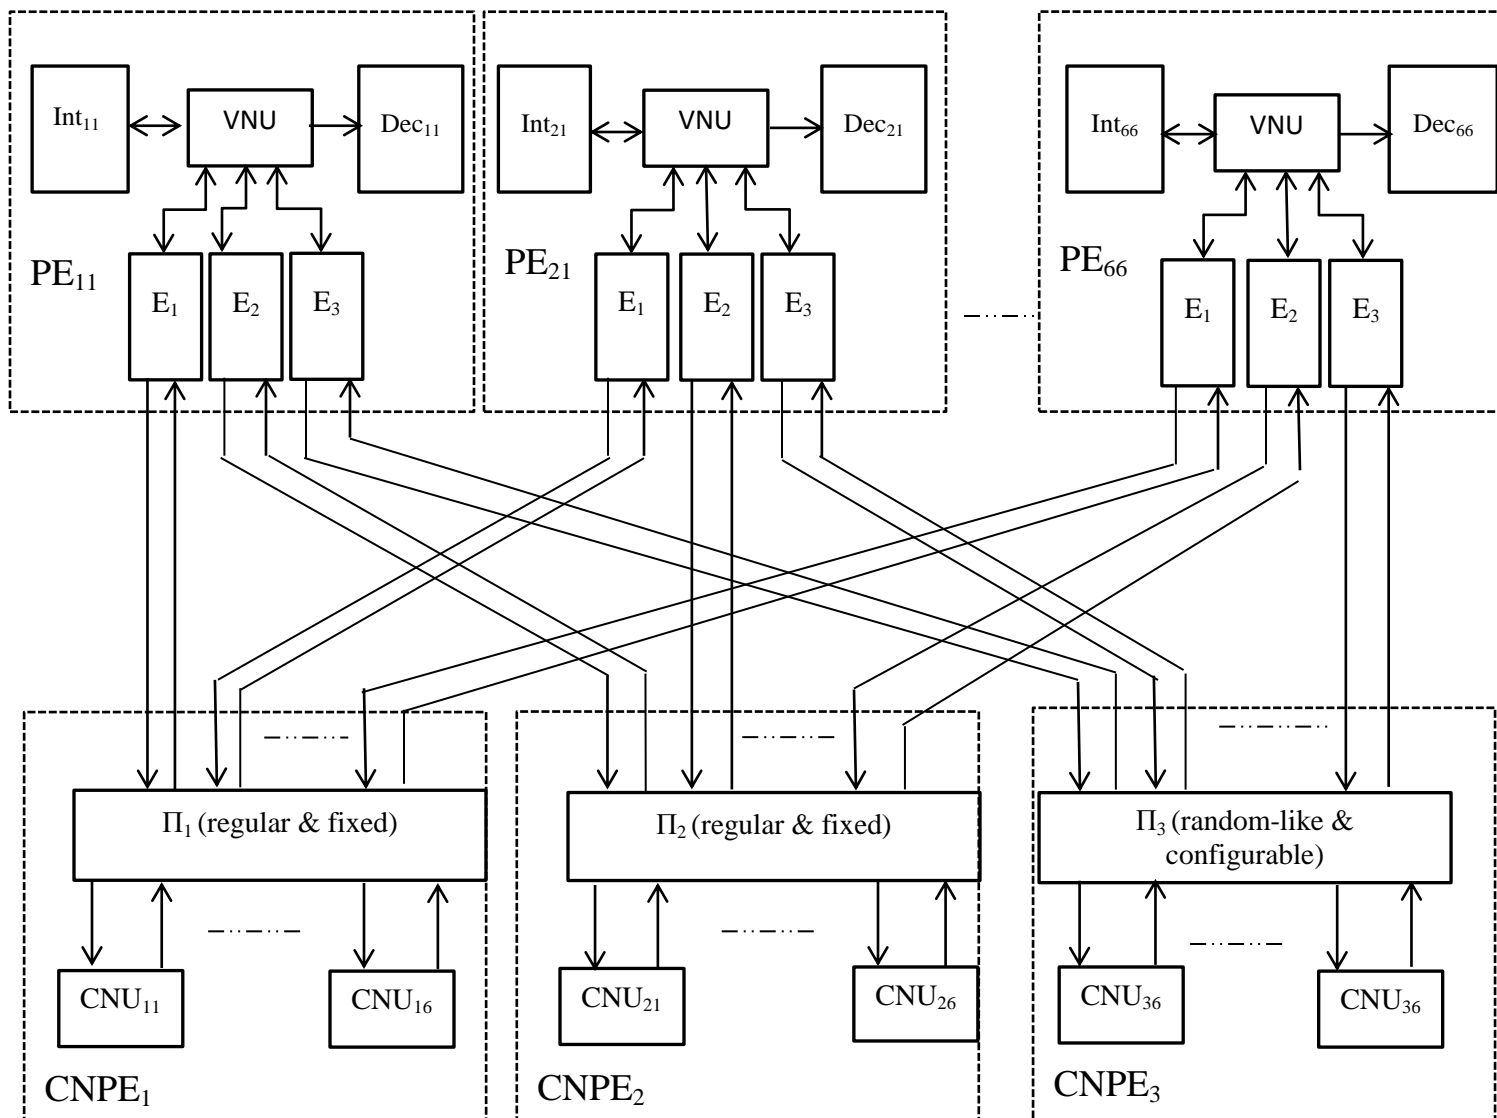 Int₁₁
VNU
Dec₁₁
Int₂₁
VNU
Dec₂₁
Int₆₆
VNU
Dec₆₆
PE₁₁
E₁
E₂
E₃
PE₂₁
E₁
E₂
E₃
PE₆₆
E₁
E₂
E₃
Π₁ (regular & fixed)
Π₂ (regular & fixed)
Π₃ (random-like &
configurable)
CNU₁₁
CNU₁₆
CNU₂₁
CNU₂₆
CNU₃₆
CNU₃₆
CNPE₁
CNPE₂
CNPE₃